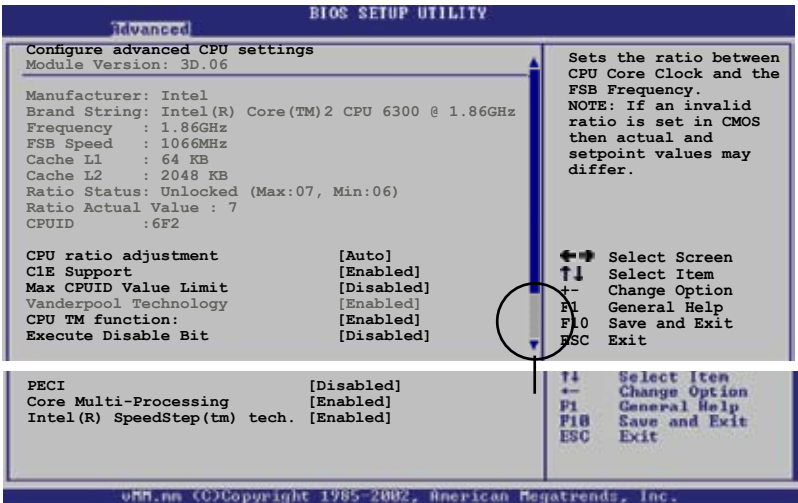 BIOS SETUP UTILITY
Advanced
Configure advanced CPU settings
Module Version: 3D.06
Manufacturer: Intel
Brand String: Intel(R) Core(TM)2 CPU 6300 @ 1.86GHz
Frequency : 1.86GHz
FSB Speed : 1066MHz
Cache L1 : 64 KB
Cache L2 : 2048 KB
Ratio Status: Unlocked (Max:07, Min:06)
Ratio Actual Value : 7
CPUID :6F2
CPU ratio adjustment [Auto]
C1E Support [Enabled]
Max CPUID Value Limit [Disabled]
Vanderpool Technology [Enabled]
CPU TM function: [Enabled]
Execute Disable Bit [Disabled]
Sets the ratio between
CPU Core Clock and the
FSB Frequency.
NOTE: If an invalid
ratio is set in CMOS
then actual and
setpoint values may
differ.
←→ Select Screen
↑↓ Select Item
+- Change Option
F1 General Help
F10 Save and Exit
ESC Exit
PECI [Disabled]
Core Multi-Processing [Enabled]
Intel(R) SpeedStep(tm) tech. [Enabled]
↑↓ Select Item
+- Change Option
F1 General Help
F10 Save and Exit
ESC Exit
vMM.mm (C)Copyright 1985-2002, American Megatrends, Inc.